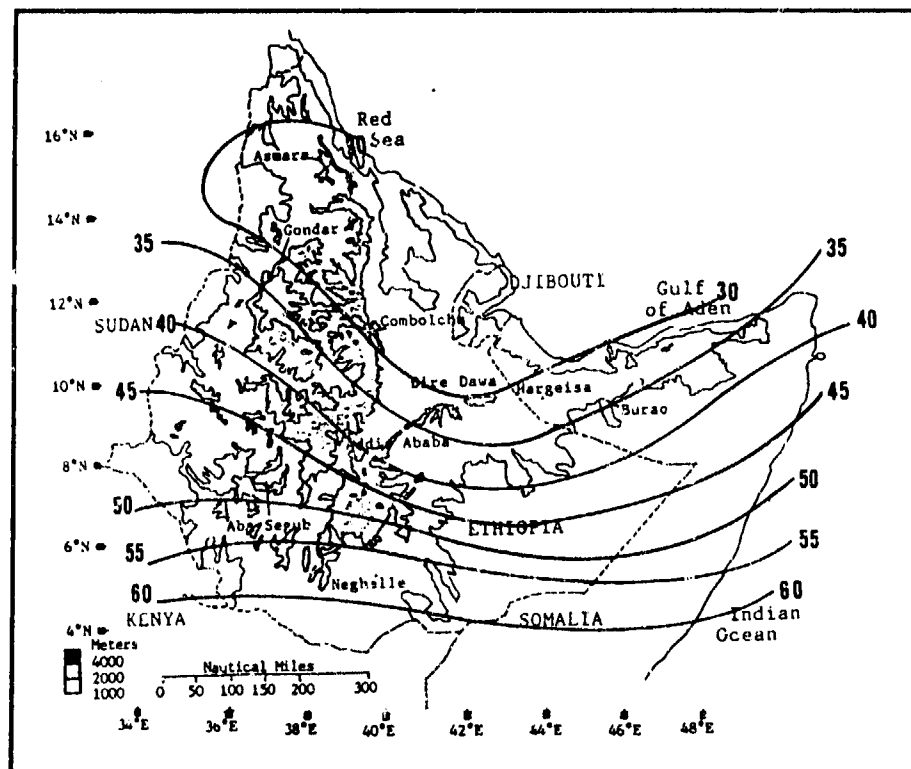 16°N
Red
Sea
Asmara
30
14°N
Gondar
35
35
DJIBOUTI
12°N
Gulf
of Aden
30
SUDAN
40
Combolcha
40
Dire Dawa
Hargeisa
10°N
45
Burao
45
Ababa
8°N
50
50
ETHIOPIA
6°N
55
55
Neghelle
60
60
KENYA
SOMALIA
Indian
Ocean
4°N
Meters
4000
2000
1000
Nautical Miles
0 50 100 150 200 300
34°E 36°E 38°E 40°E 42°E 44°E 46°E 48°E